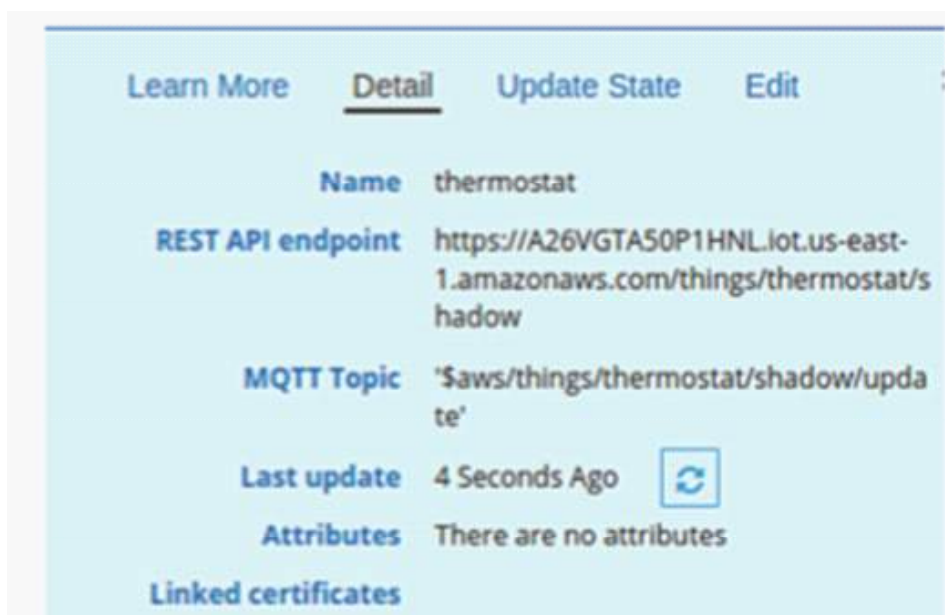 Learn More Detail Update State Edit
Name thermostat
REST API endpoint https://A26VGTA50P1HNL.iot.us-east-
1.amazonaws.com/things/thermostat/s
hadow
MQTT Topic '$aws/things/thermostat/shadow/upda
te'
Last update 4 Seconds Ago
Attributes There are no attributes
Linked certificates